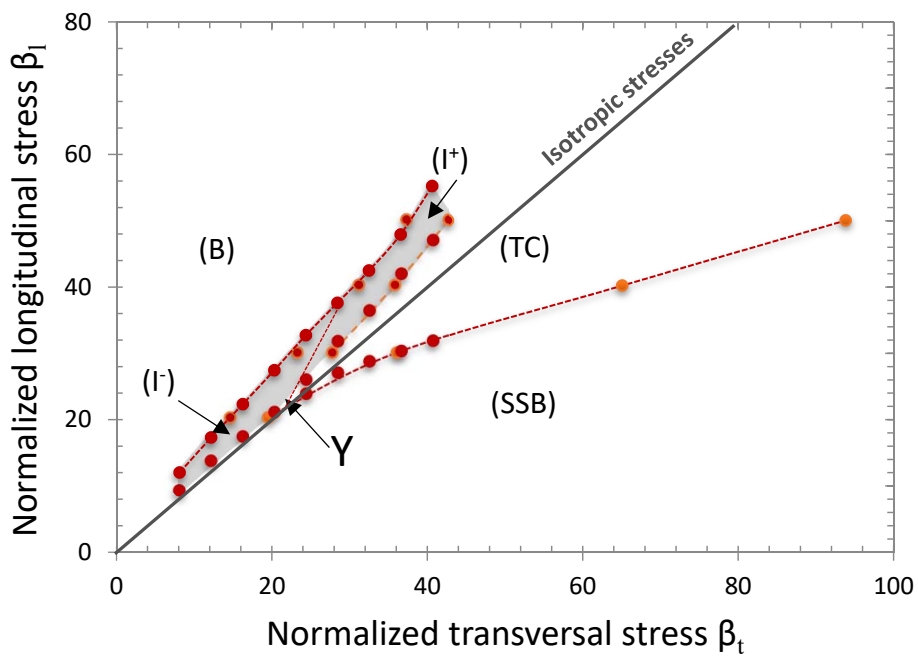 80
60
40
20
0
Normalized longitudinal stress βl
Isotropic stresses
(I+)
(B)
(TC)
(I-)
(SSB)
Y
0 20 40 60 80 100
Normalized transversal stress βt